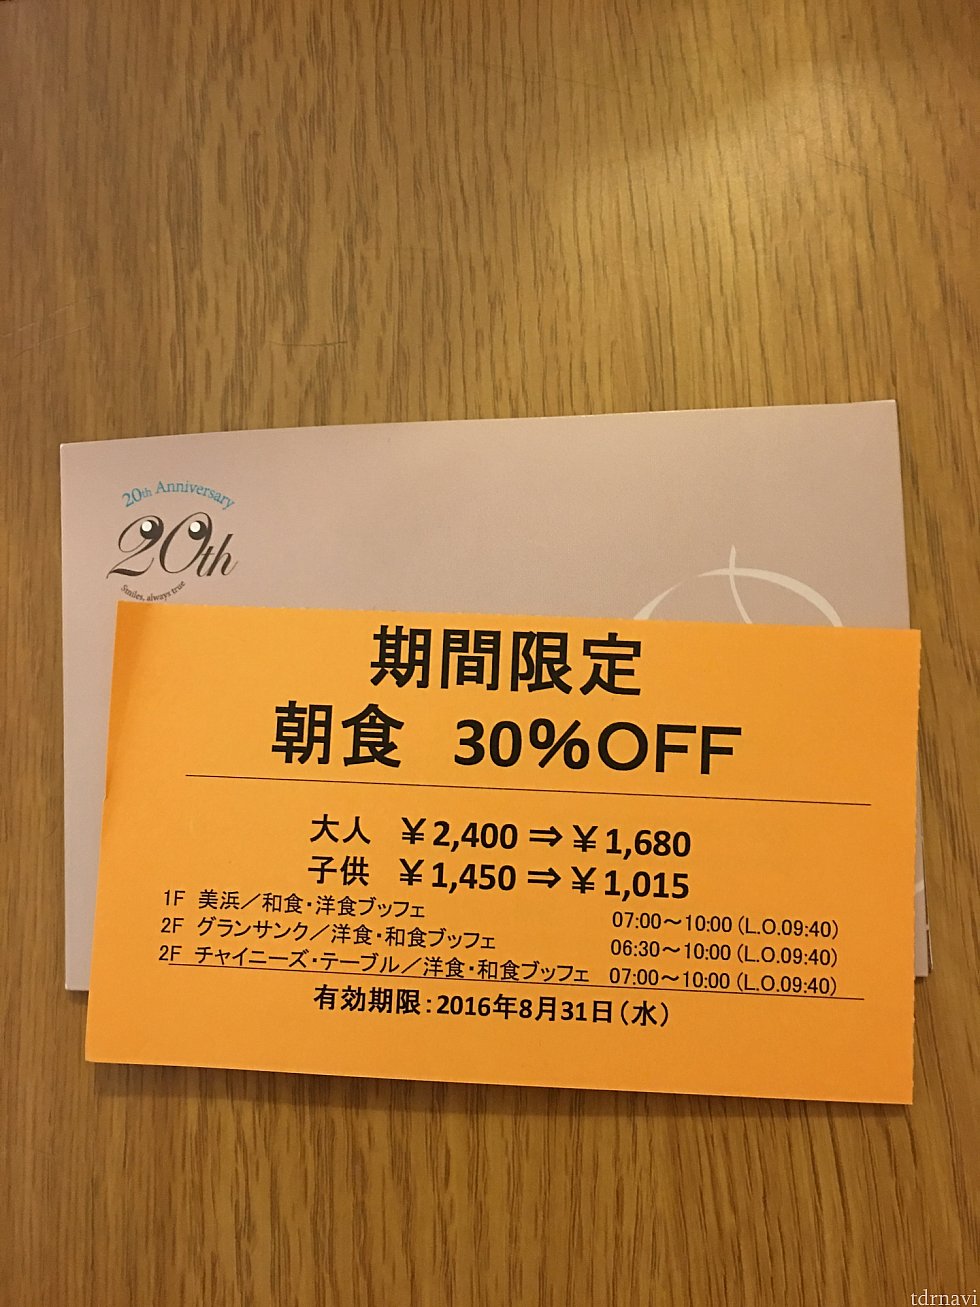 20th Anniversary
20th
Smiles, always true
期間限定
朝食　30%OFF
大人　￥2,400 ⇒ ￥1,680
子供　￥1,450 ⇒ ￥1,015
1F　美浜／和食・洋食ブッフェ　07:00～10:00 (L.O.09:40)
2F　グランサンク／洋食・和食ブッフェ　06:30～10:00 (L.O.09:40)
2F　チャイニーズ・テーブル／洋食・和食ブッフェ　07:00～10:00 (L.O.09:40)
有効期限：2016年8月31日（水）
tdrnavi